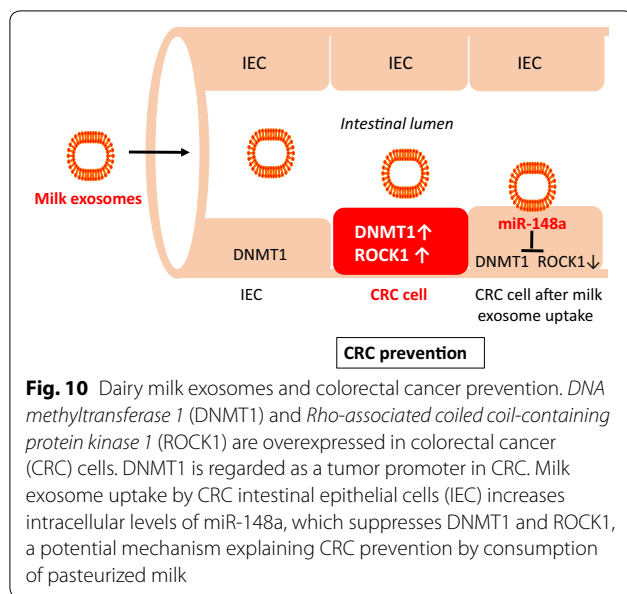 IEC IEC IEC
Intestinal lumen
Milk exosomes
miR-148a
DNMT1↑
ROCK1 ↑
DNMT1
DNMT1 ROCK1↓
IEC
CRC cell
CRC cell after milk
exosome uptake
CRC prevention
Fig. 10 Dairy milk exosomes and colorectal cancer prevention. DNA
methyltransferase 1 (DNMT1) and Rho-associated coiled coil-containing
protein kinase 1 (ROCK1) are overexpressed in colorectal cancer
(CRC) cells. DNMT1 is regarded as a tumor promoter in CRC. Milk
exosome uptake by CRC intestinal epithelial cells (IEC) increases
intracellular levels of miR-148a, which suppresses DNMT1 and ROCK1,
a potential mechanism explaining CRC prevention by consumption
of pasteurized milk